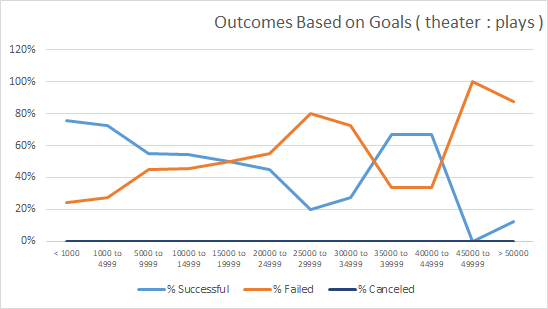 Outcomes Based on Goals ( theater : plays )
120%
100%
80%
60%
40%
20%
0%
< 1000
1000 to 4999
5000 to 9999
10000 to 14999
15000 to 19999
20000 to 24999
25000 to 29999
30000 to 34999
35000 to 39999
40000 to 44999
45000 to 49999
> 50000
% Successful
% Failed
% Canceled